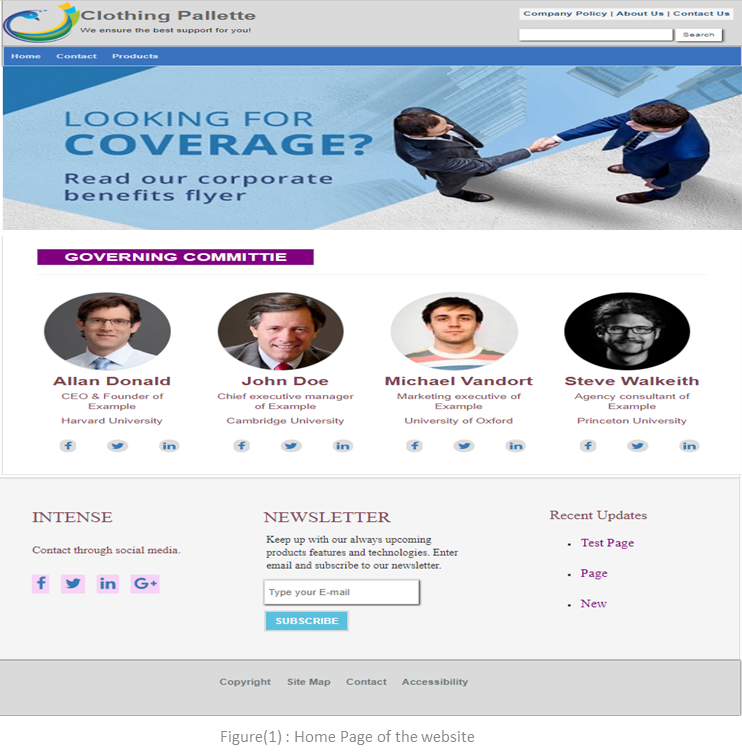 Clothing Pallette
We ensure the best support for you!
Company Policy | About Us | Contact Us
Search
Home Contact Products
LOOKING FOR
COVERAGE?
Read our corporate
benefits flyer
GOVERNING COMMITTIE
Allan Donald
CEO & Founder of
Example
Harvard University
John Doe
Chief executive manager
of Example
Cambridge University
Michael Vandort
Marketing executive of
Example
University of Oxford
Steve Walkeith
Agency consultant of
Example
Princeton University
INTENSE
Contact through social media.
NEWSLETTER
Keep up with our always upcoming
products features and technologies. Enter
email and subscribe to our newsletter.
Type your E-mail
SUBSCRIBE
Recent Updates
Test Page
Page
New
Copyright Site Map Contact Accessibility
Figure(1) : Home Page of the website